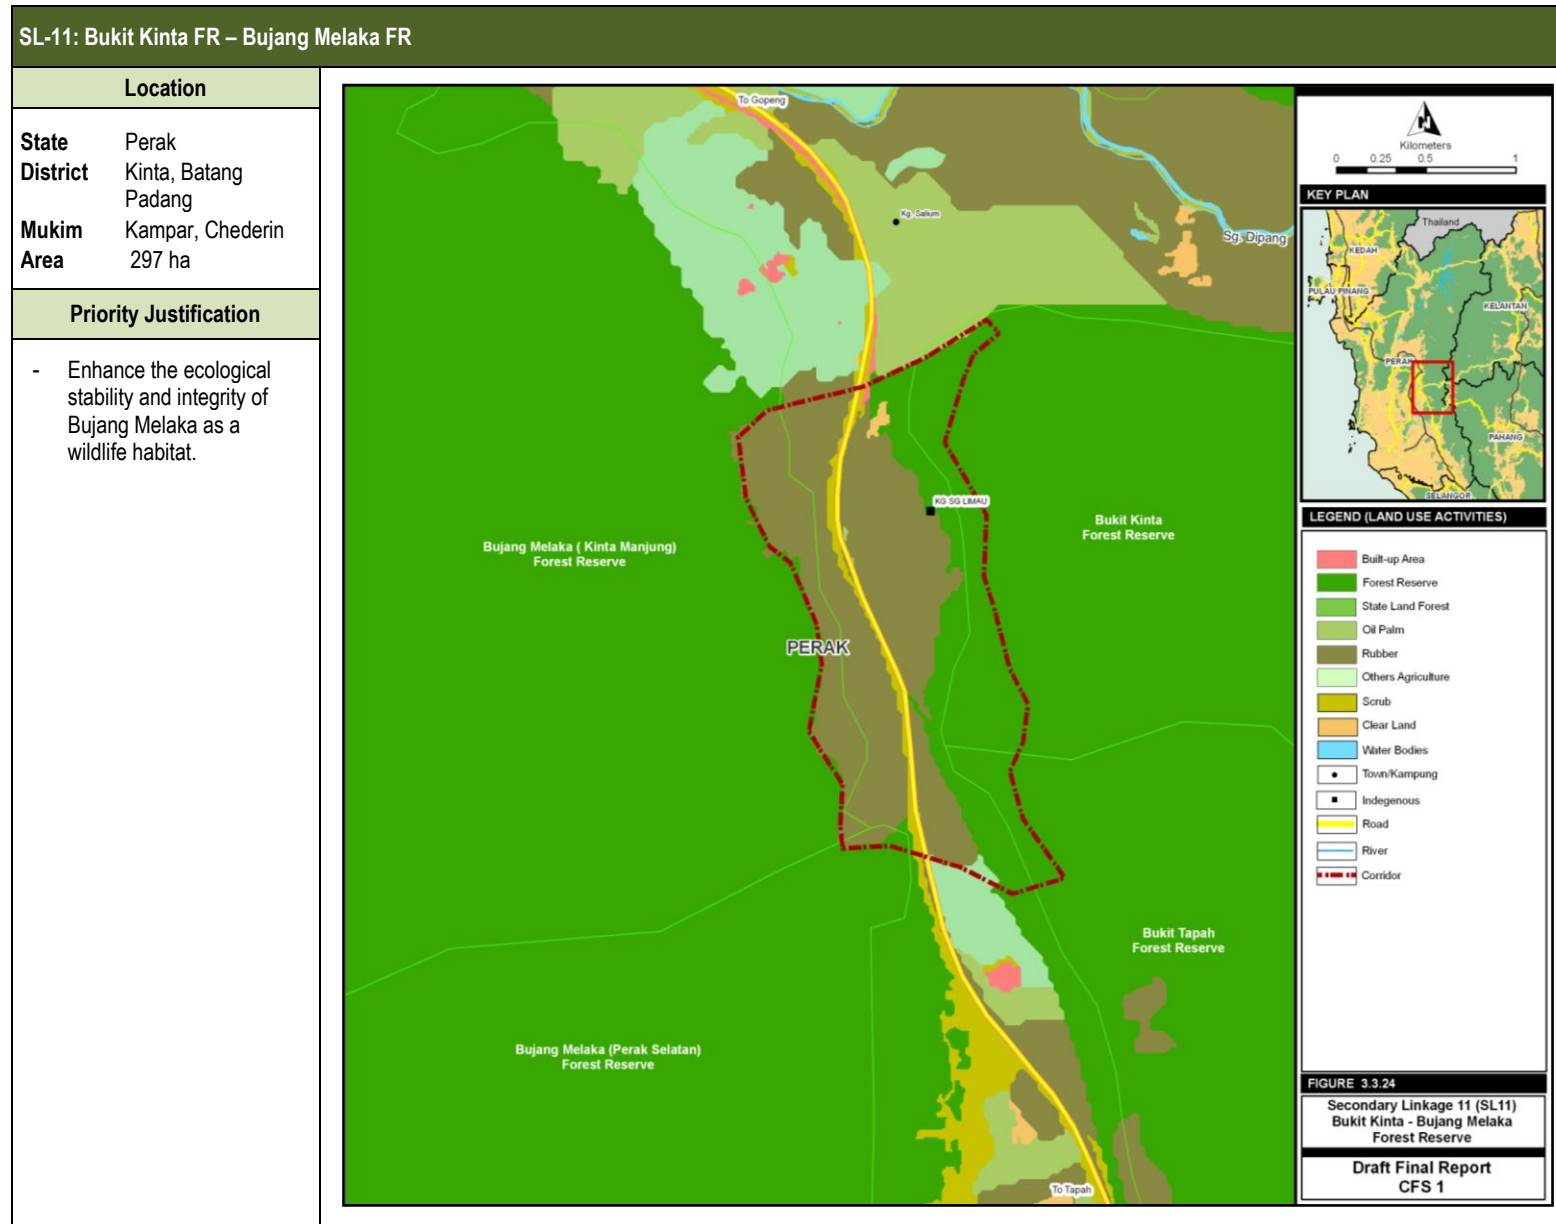 SL-11: Bukit Kinta FR – Bujang Melaka FR
Location
State Perak
District Kinta, Batang
Padang
Mukim Kampar, Chederin
Area 297 ha
Priority Justification
- Enhance the ecological
stability and integrity of
Bujang Melaka as a
wildlife habitat.
To Gopeng
Kg. Salium
Sg. Dipang
KG SG LIMAU
Bukit Kinta
Forest Reserve
Bujang Melaka ( Kinta Manjung)
Forest Reserve
PERAK
Bukit Tapah
Forest Reserve
Bujang Melaka (Perak Selatan)
Forest Reserve
To Tapah
N
Kilometers
0 0.25 0.5 1
KEY PLAN
Thailand
KEDAH
PULAU PINANG
KELANTAN
PERAK
PAHANG
SELANGOR
LEGEND (LAND USE ACTIVITIES)
Built-up Area
Forest Reserve
State Land Forest
Oil Palm
Rubber
Others Agriculture
Scrub
Clear Land
Water Bodies
Town/Kampung
Indegenous
Road
River
Corridor
FIGURE 3.3.24
Secondary Linkage 11 (SL11)
Bukit Kinta - Bujang Melaka
Forest Reserve
Draft Final Report
CFS 1